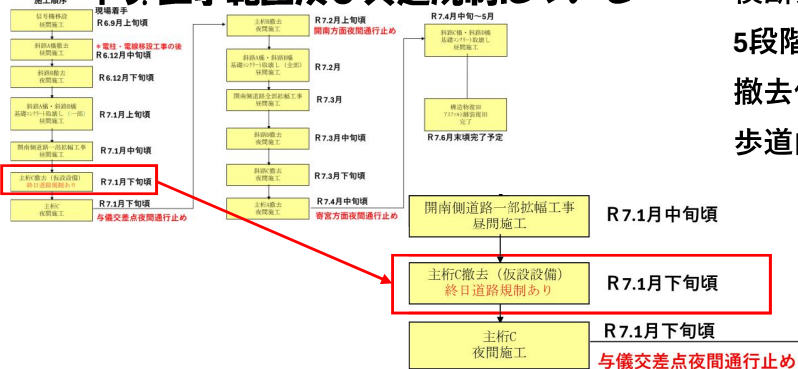 施工順序
工事範囲及び交通規制について
現場着手
信号機移設
昼間施工
R6.9月上旬頃
＊電柱・電線移設工事の後
斜路A橋撤去
昼間施工
R6.12月中旬頃
斜路B撤去
夜間施工
R6.12月下旬頃
斜路A橋・斜路B橋
基礎コンクリート取壊し（一部）
昼間施工
R7.1月上旬頃
開南側道路一部拡幅工事
昼間施工
R7.1月中旬頃
主桁C撤去（仮設設備）
終日道路規制あり
R7.1月下旬頃
主桁C
夜間施工
R7.1月下旬頃
与儀交差点夜間通行止め
主桁B撤去
夜間施工
R7.2月上旬頃
開南方面夜間通行止め
斜路A橋・斜路B橋
基礎コンクリート取壊し（全部）
昼間施工
R7.2月
開南側道路全部拡幅工事
昼間施工
R7.3月
夜間施工
R7.3月中旬頃
夜間施工
R7.3月下旬頃
主桁A撤去
夜間施工
R7.4月中旬頃
寄宮方面夜間通行止め
R7.4月中旬～5月
斜路C橋・斜路D橋
基礎コンクリート取壊し
昼間施工
構造物復旧
アスファルト舗装復旧
完了
R7.6月末頃完了予定
5段階
撤去
歩道
開南側道路一部拡幅工事
昼間施工
R7.1月中旬頃
主桁C撤去（仮設設備）
終日道路規制あり
R7.1月下旬頃
主桁C
夜間施工
R7.1月下旬頃
与儀交差点夜間通行止め